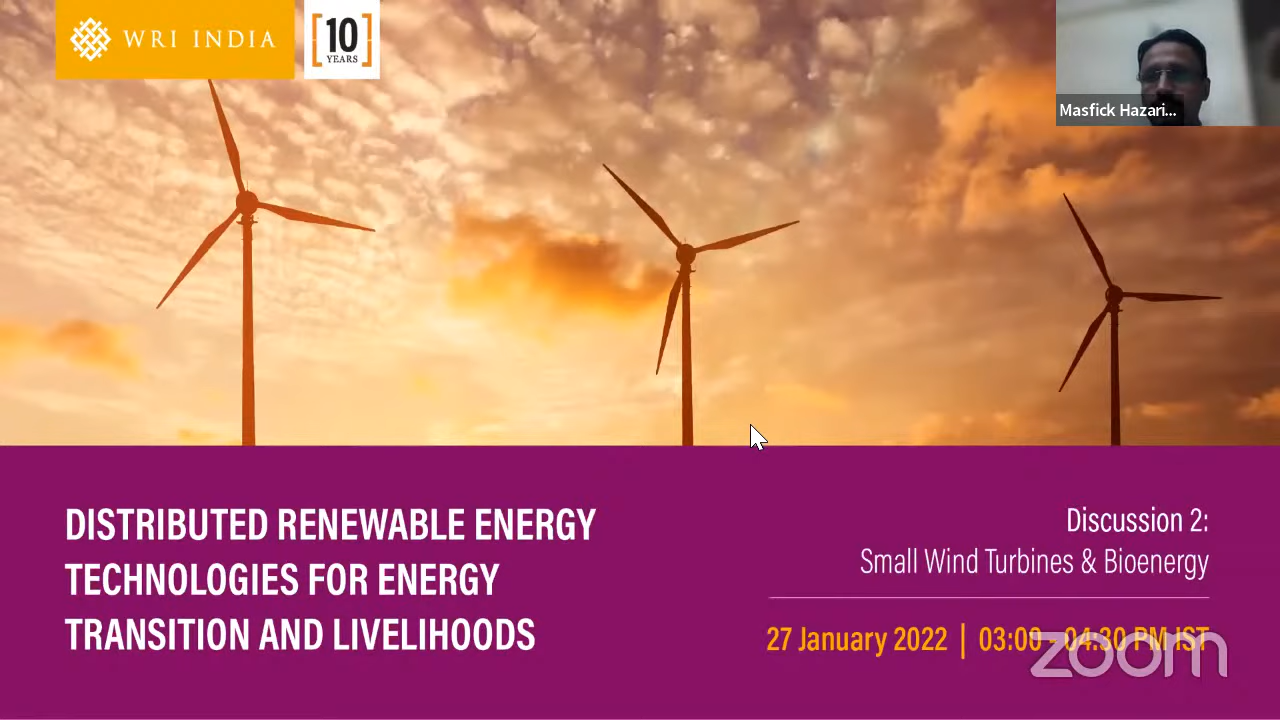 WRI INDIA
10
YEARS
Masfick Hazari...
DISTRIBUTED RENEWABLE ENERGY
TECHNOLOGIES FOR ENERGY
TRANSITION AND LIVELIHOODS
Discussion 2:
Small Wind Turbines & Bioenergy
27 January 2022 | 03:00 - 04:30 PM IST
zoom